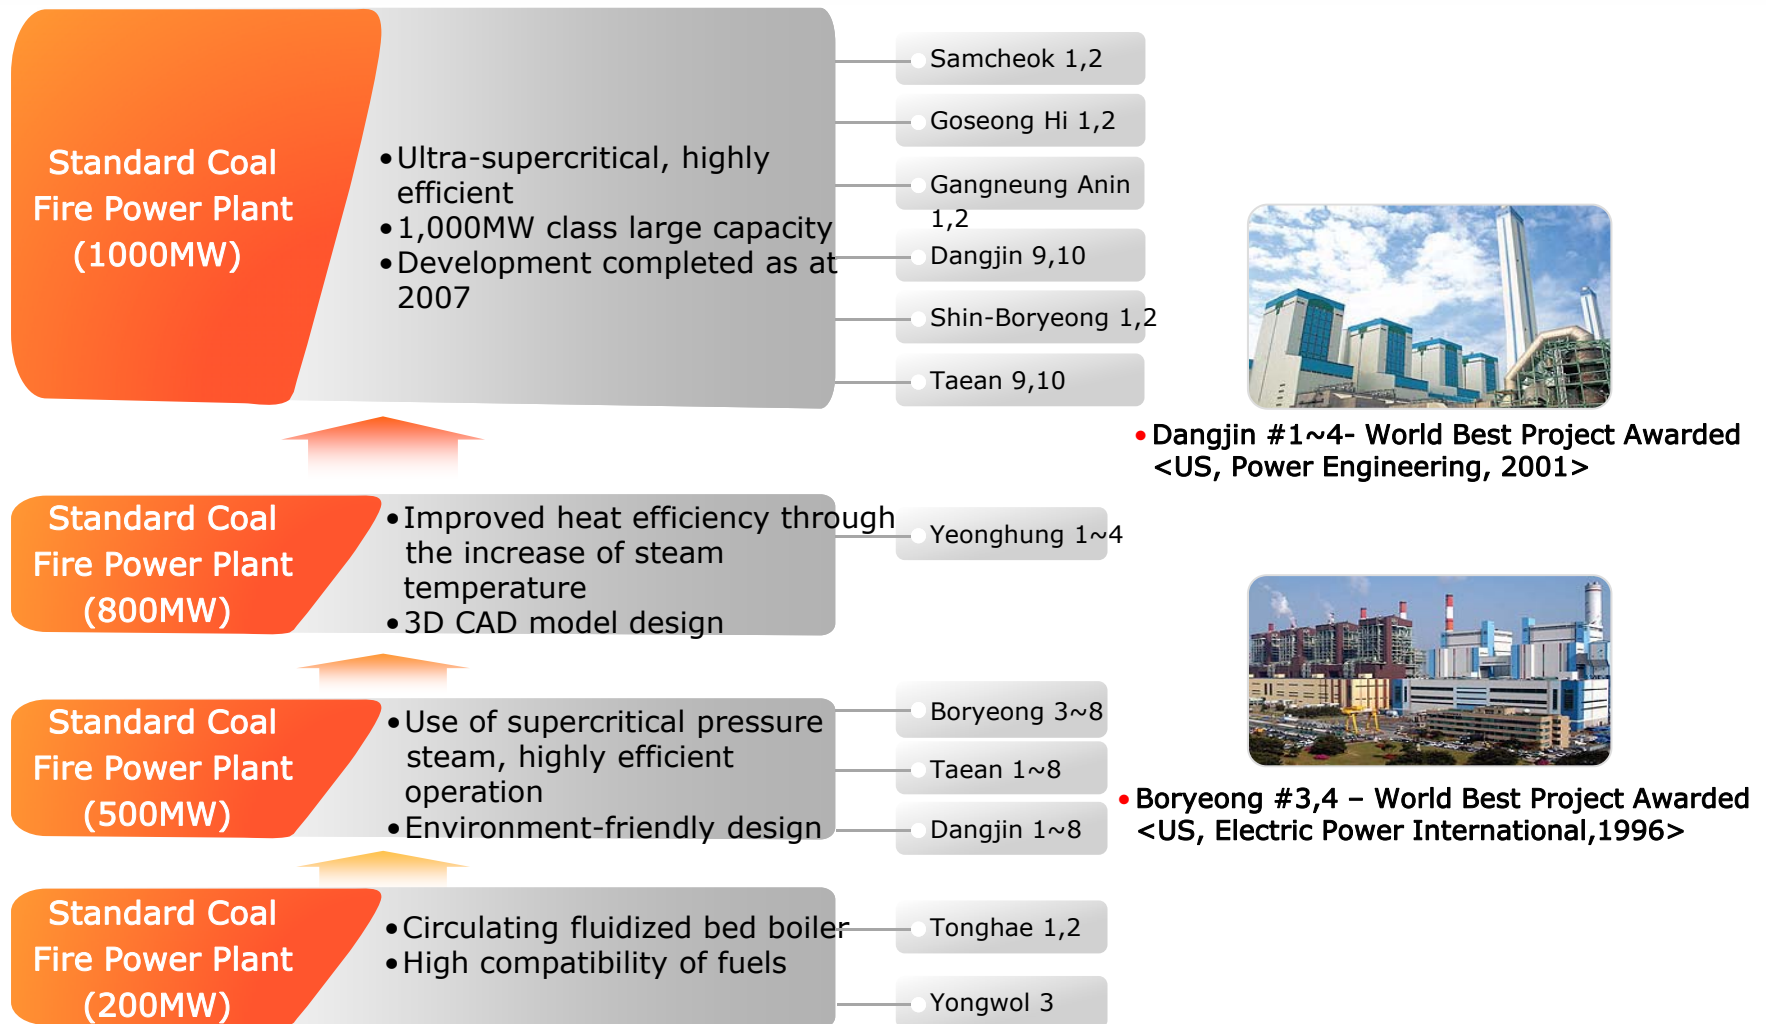 Standard Coal
Fire Power Plant
(1000MW)
•Ultra-supercritical, highly
efficient
•1,000MW class large capacity
•Development completed as at
2007
Samcheok 1,2
Goseong Hi 1,2
Gangneung Anin
1,2
Dangjin 9,10
Shin-Boryeong 1,2
Taean 9,10
•Dangjin #1~4- World Best Project Awarded
<US, Power Engineering, 2001>
Standard Coal
Fire Power Plant
(800MW)
•Improved heat efficiency through
the increase of steam
temperature
•3D CAD model design
Yeonghung 1~4
Standard Coal
Fire Power Plant
(500MW)
•Use of supercritical pressure
steam, highly efficient
operation
•Environment-friendly design
Boryeong 3~8
Taean 1~8
Dangjin 1~8
•Boryeong #3,4 – World Best Project Awarded
<US, Electric Power International,1996>
Standard Coal
Fire Power Plant
(200MW)
•Circulating fluidized bed boiler
•High compatibility of fuels
Tonghae 1,2
Yongwol 3